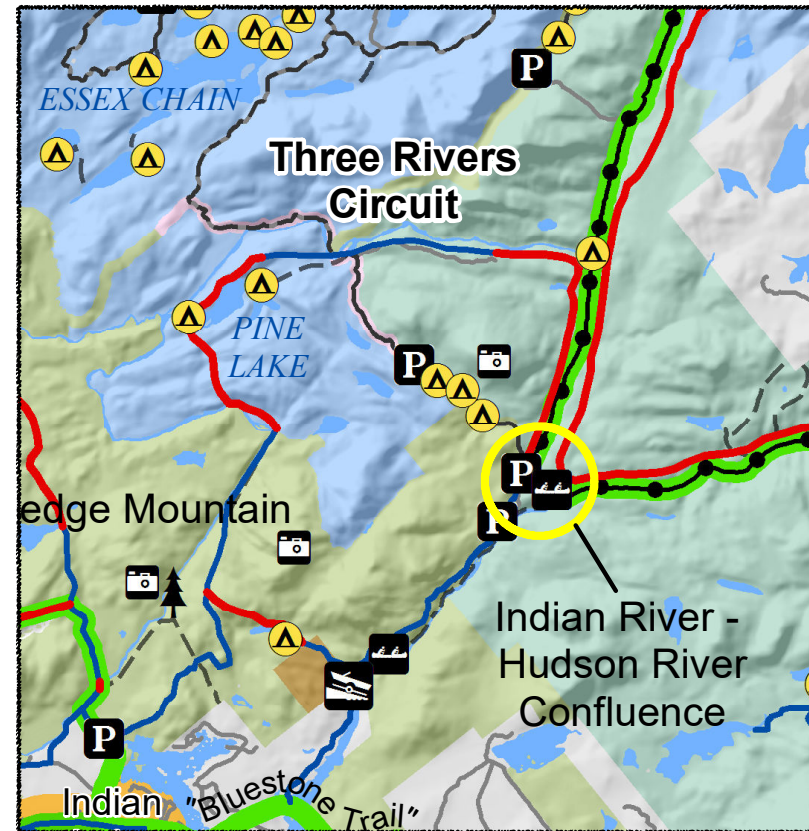 ESSEX CHAIN
P
Three Rivers
Circuit
PINE
LAKE
P
P
P
edge Mountain
Indian River -
Hudson River
Confluence
P
Indian
"Bluestone Trail"